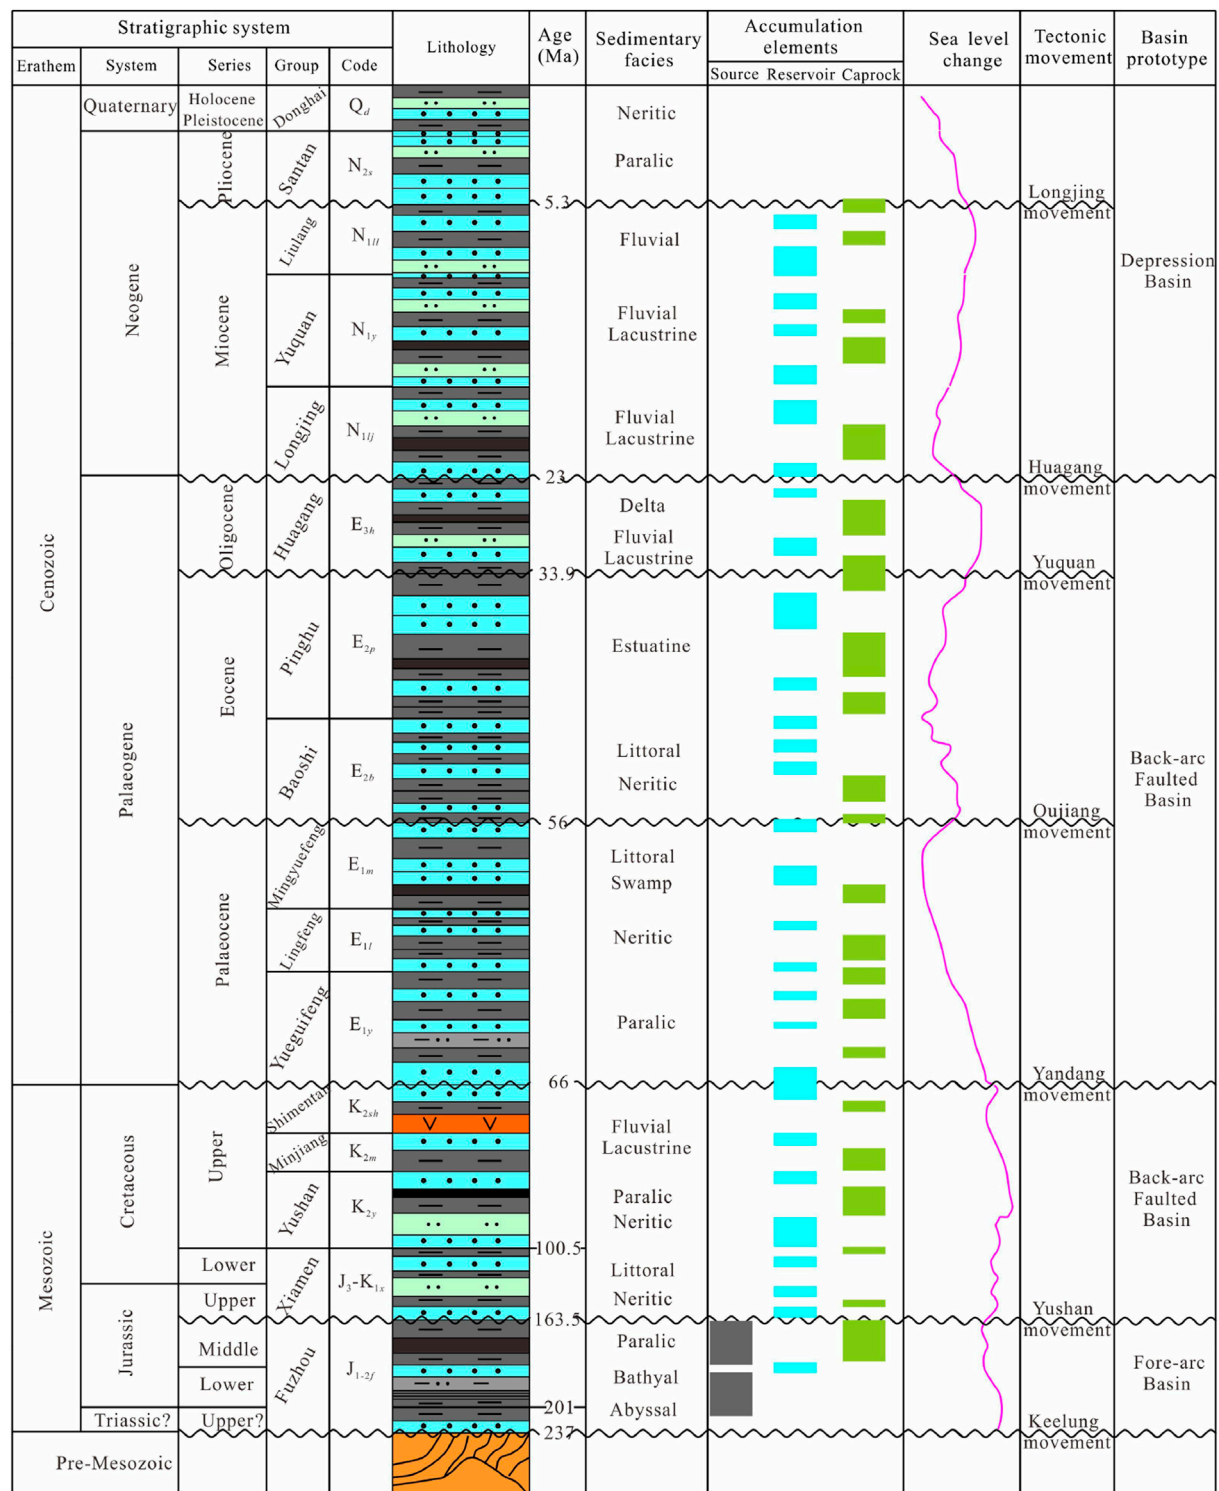 Stratigraphic system
Erathem
System
Series
Group
Code
Lithology
Age
(Ma)
Sedimentary
facies
Accumulation
elements
Source
Reservoir
Caprock
Sea level
change
Tectonic
movement
Basin
prototype
Cenozoic
Mesozoic
Pre-Mesozoic
Quaternary
Neogene
Palaeogene
Cretaceous
Jurassic
Triassic?
Holocene
Pleistocene
Pliocene
Miocene
Oligocene
Eocene
Palaeocene
Upper
Lower
Upper
Middle
Lower
Upper?
Donghai
Santan
Liulang
Yuquan
Longjing
Huagang
Pinghu
Baoshi
Mingyuefeng
Lingfeng
Yueguifeng
Shimentan
Minjiang
Yushan
Xiamen
Fuzhou
Qd
N2s
N1ll
N1y
N1lj
E3h
E2p
E2b
E1m
E1l
E1y
K2sh
K2m
K2y
J3-K1x
J1-2f
5.3
23
33.9
56
66
100.5
163.5
201
237
Neritic
Paralic
Fluvial
Fluvial
Lacustrine
Fluvial
Lacustrine
Delta
Fluvial
Lacustrine
Estuatine
Littoral
Neritic
Littoral
Swamp
Neritic
Paralic
Fluvial
Lacustrine
Paralic
Neritic
Littoral
Neritic
Paralic
Bathyal
Abyssal
Longjing
movement
Huagang
movement
Yuquan
movement
Oujiang
movement
Yandang
movement
Yushan
movement
Keelung
movement
Depression
Basin
Back-arc
Faulted
Basin
Back-arc
Faulted
Basin
Fore-arc
Basin